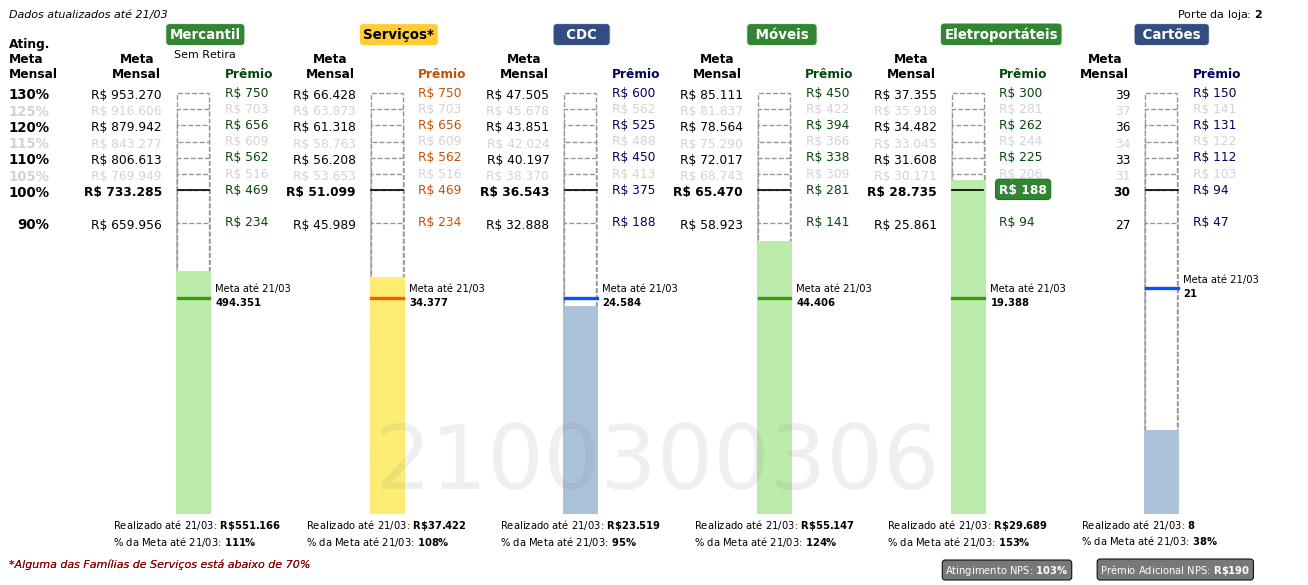 Dados atualizados até 21/03 Porte da loja: 2
Mercantil Serviços* CDC Móveis Eletroportáteis Cartões
Sem Retira
Ating. Meta Mensal Meta Mensal Prêmio Meta Mensal Prêmio Meta Mensal Prêmio Meta Mensal Prêmio Meta Mensal Prêmio Meta Mensal Prêmio
130% R$ 953.270 R$ 750 R$ 66.428 R$ 750 R$ 47.505 R$ 600 R$ 85.111 R$ 450 R$ 37.355 R$ 300 39 R$ 150
125% R$ 916.606 R$ 703 R$ 63.873 R$ 703 R$ 45.678 R$ 562 R$ 81.837 R$ 422 R$ 35.918 R$ 281 37 R$ 141
120% R$ 879.942 R$ 656 R$ 61.318 R$ 656 R$ 43.851 R$ 525 R$ 78.564 R$ 394 R$ 34.482 R$ 262 36 R$ 131
115% R$ 843.277 R$ 609 R$ 58.763 R$ 609 R$ 42.024 R$ 488 R$ 75.290 R$ 366 R$ 33.045 R$ 244 34 R$ 122
110% R$ 806.613 R$ 562 R$ 56.208 R$ 562 R$ 40.197 R$ 450 R$ 72.017 R$ 338 R$ 31.608 R$ 225 33 R$ 112
105% R$ 769.949 R$ 516 R$ 53.653 R$ 516 R$ 38.370 R$ 413 R$ 68.743 R$ 309 R$ 30.171 R$ 206 31 R$ 103
100% R$ 733.285 R$ 469 R$ 51.099 R$ 469 R$ 36.543 R$ 375 R$ 65.470 R$ 281 R$ 28.735 R$ 188 30 R$ 94
90% R$ 659.956 R$ 234 R$ 45.989 R$ 234 R$ 32.888 R$ 188 R$ 58.923 R$ 141 R$ 25.861 R$ 94 27 R$ 47
Meta até 21/03 Meta até 21/03 Meta até 21/03 Meta até 21/03 Meta até 21/03 Meta até 21/03
494.351 34.377 24.584 44.406 19.388 21
2100300306
Realizado até 21/03: R$551.166 Realizado até 21/03: R$37.422 Realizado até 21/03: R$23.519 Realizado até 21/03: R$55.147 Realizado até 21/03: R$29.689 Realizado até 21/03: 8
% da Meta até 21/03: 111% % da Meta até 21/03: 108% % da Meta até 21/03: 95% % da Meta até 21/03: 124% % da Meta até 21/03: 153% % da Meta até 21/03: 38%
*Alguma das Famílias de Serviços está abaixo de 70% Atingimento NPS: 103% Prêmio Adicional NPS: R$190